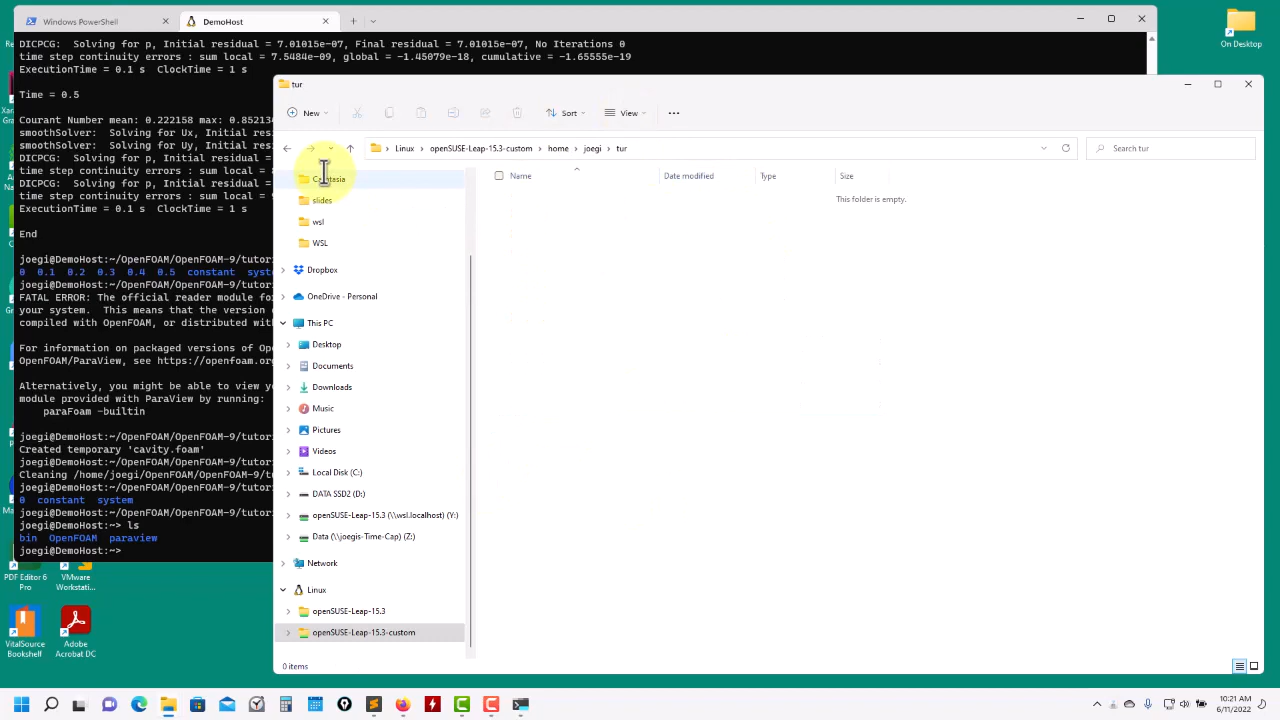 Windows PowerShell
DemoHost
DICPCG:  Solving for p, Initial residual = 7.01015e-07, Final residual = 7.01015e-07, No Iterations 0
time step continuity errors : sum local = 7.5484e-09, global = -1.45079e-18, cumulative = -1.65555e-19
ExecutionTime = 0.1 s  ClockTime = 1 s
Time = 0.5
Courant Number mean: 0.222158 max: 0.852134
smoothSolver:  Solving for Ux, Initial resi
smoothSolver:  Solving for Uy, Initial resi
DICPCG:  Solving for p, Initial residual =
time step continuity errors : sum local =
DICPCG:  Solving for p, Initial residual =
time step continuity errors : sum local =
ExecutionTime = 0.1 s  ClockTime = 1 s
End
joegi@DemoHost:~/OpenFOAM/OpenFOAM-9/tutori
0  0.1  0.2  0.3  0.4  0.5  constant  syste
joegi@DemoHost:~/OpenFOAM/OpenFOAM-9/tutori
FATAL ERROR: The official reader module fo
your system.  This means that the version o
compiled with OpenFOAM, or distributed with
For information on packaged versions of Ope
OpenFOAM/ParaView, see https://openfoam.org
Alternatively, you might be able to view yo
module provided with ParaView by running:
paraFoam -builtin
joegi@DemoHost:~/OpenFOAM/OpenFOAM-9/tutori
Created temporary 'cavity.foam'
Cleaning /home/joegi/OpenFOAM/OpenFOAM-9/tu
joegi@DemoHost:~/OpenFOAM/OpenFOAM-9/tutori
0  constant  system
joegi@DemoHost:~/OpenFOAM/OpenFOAM-9/tutori
joegi@DemoHost:~> ls
bin  OpenFOAM  paraview
joegi@DemoHost:~>
On Desktop
tur
New
Sort
View
Linux > openSUSE-Leap-15.3-custom > home > joegi > tur
Search tur
Name
Date modified
Type
Size
This folder is empty.
Camtasia
slides
wsl
WSL
Dropbox
OneDrive - Personal
This PC
Desktop
Documents
Downloads
Music
Pictures
Videos
Local Disk (C:)
DATA SSD2 (D:)
openSUSE-Leap-15.3 (\\wsl.localhost) (Y:)
Data (\\joegis-Time-Cap) (Z:)
Network
Linux
openSUSE-Leap-15.3
openSUSE-Leap-15.3-custom
0 items
PDF Editor 6
Pro
VMware
Workstati...
VitalSource
Bookshelf
Adobe
Acrobat DC
10:21 AM
6/11/2022